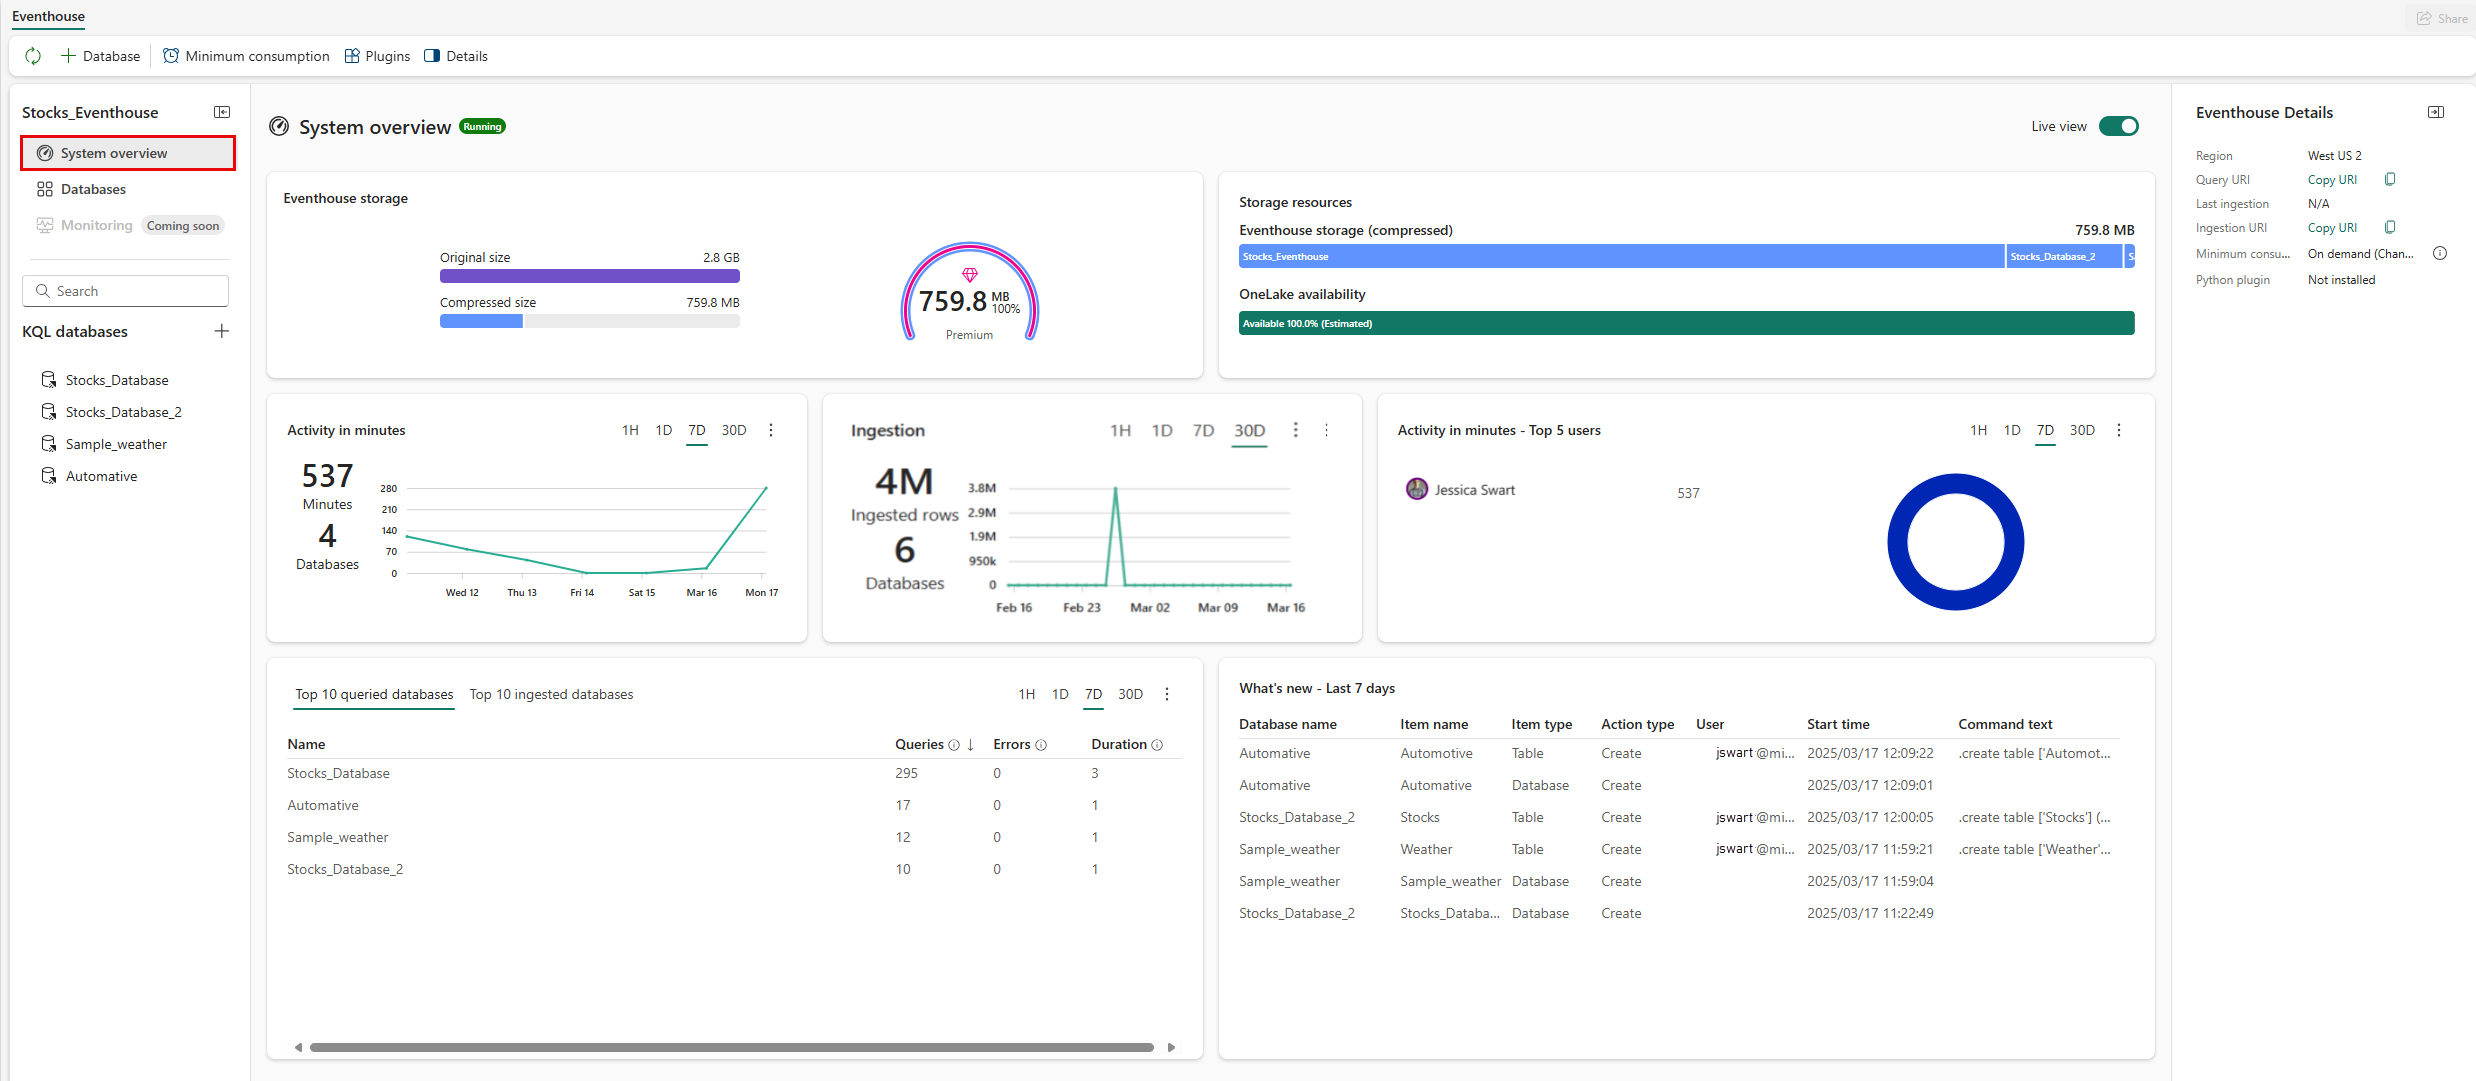 Eventhouse
Share
Database
Minimum consumption
Plugins
Details
Stocks_Eventhouse
System overview
Databases
Monitoring Coming soon
Search
KQL databases
Stocks_Database
Stocks_Database_2
Sample_weather
Automative
System overview Running
Live view
Eventhouse storage
Original size 2.8 GB
Compressed size 759.8 MB
759.8 MB 100%
Premium
Storage resources
Eventhouse storage (compressed) 759.8 MB
Stocks_Eventhouse Stocks_Database_2 S
OneLake availability
Available 100.0% (Estimated)
Activity in minutes 1H 1D 7D 30D
537
Minutes
4
Databases
280
210
140
70
0
Wed 12 Thu 13 Fri 14 Sat 15 Mar 16 Mon 17
Ingestion 1H 1D 7D 30D
4M
Ingested rows
6
Databases
3.8M
2.9M
1.9M
950k
0
Feb 16 Feb 23 Mar 02 Mar 09 Mar 16
Activity in minutes - Top 5 users 1H 1D 7D 30D
Jessica Swart 537
Top 10 queried databases Top 10 ingested databases 1H 1D 7D 30D
Name Queries Errors Duration
Stocks_Database 295 0 3
Automative 17 0 1
Sample_weather 12 0 1
Stocks_Database_2 10 0 1
What's new - Last 7 days
Database name Item name Item type Action type User Start time Command text
Automative Automotive Table Create jswart @mi... 2025/03/17 12:09:22 .create table ['Automot...
Automative Automative Database Create 2025/03/17 12:09:01
Stocks_Database_2 Stocks Table Create jswart @mi... 2025/03/17 12:00:05 .create table ['Stocks'] (...
Sample_weather Weather Table Create jswart @mi... 2025/03/17 11:59:21 .create table ['Weather'...
Sample_weather Sample_weather Database Create 2025/03/17 11:59:04
Stocks_Database_2 Stocks_Databa... Database Create 2025/03/17 11:22:49
Eventhouse Details
Region West US 2
Query URI Copy URI
Last ingestion N/A
Ingestion URI Copy URI
Minimum consu... On demand (Chan...
Python plugin Not installed